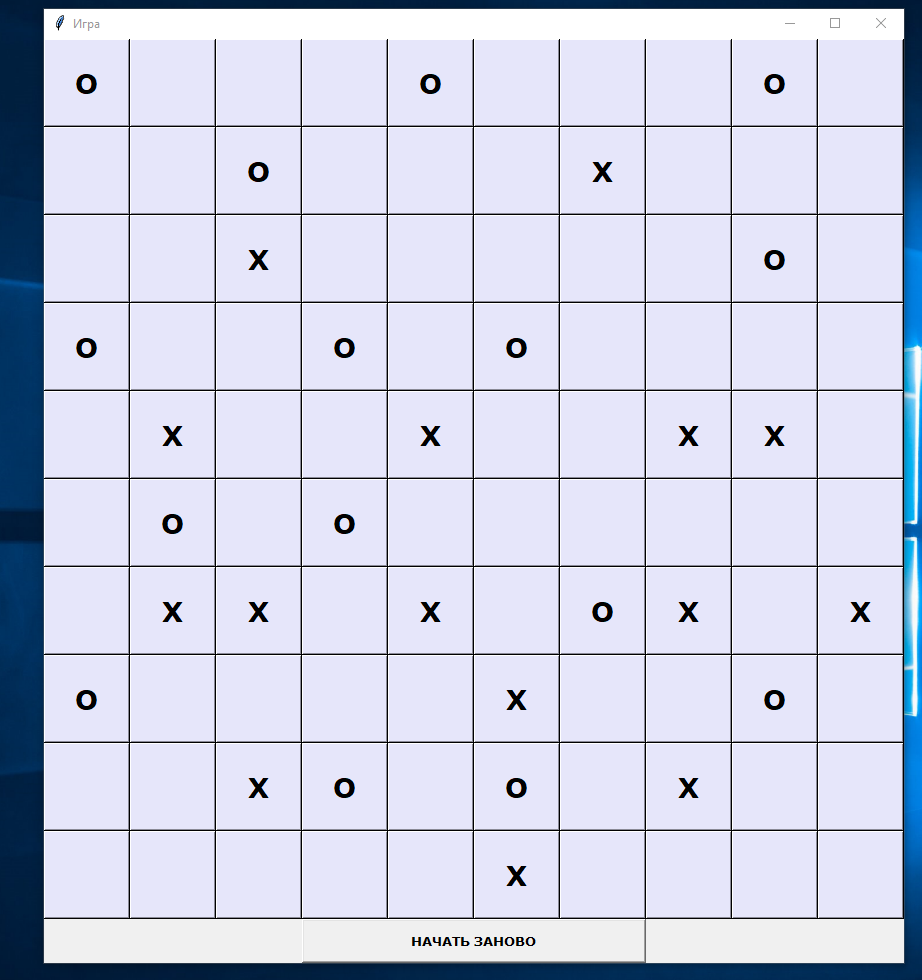 Игра
O O O
O X
X O
O O O
X X X X
O O
X X X O X X
O X O
X O O X
X
НАЧАТЬ ЗАНОВО